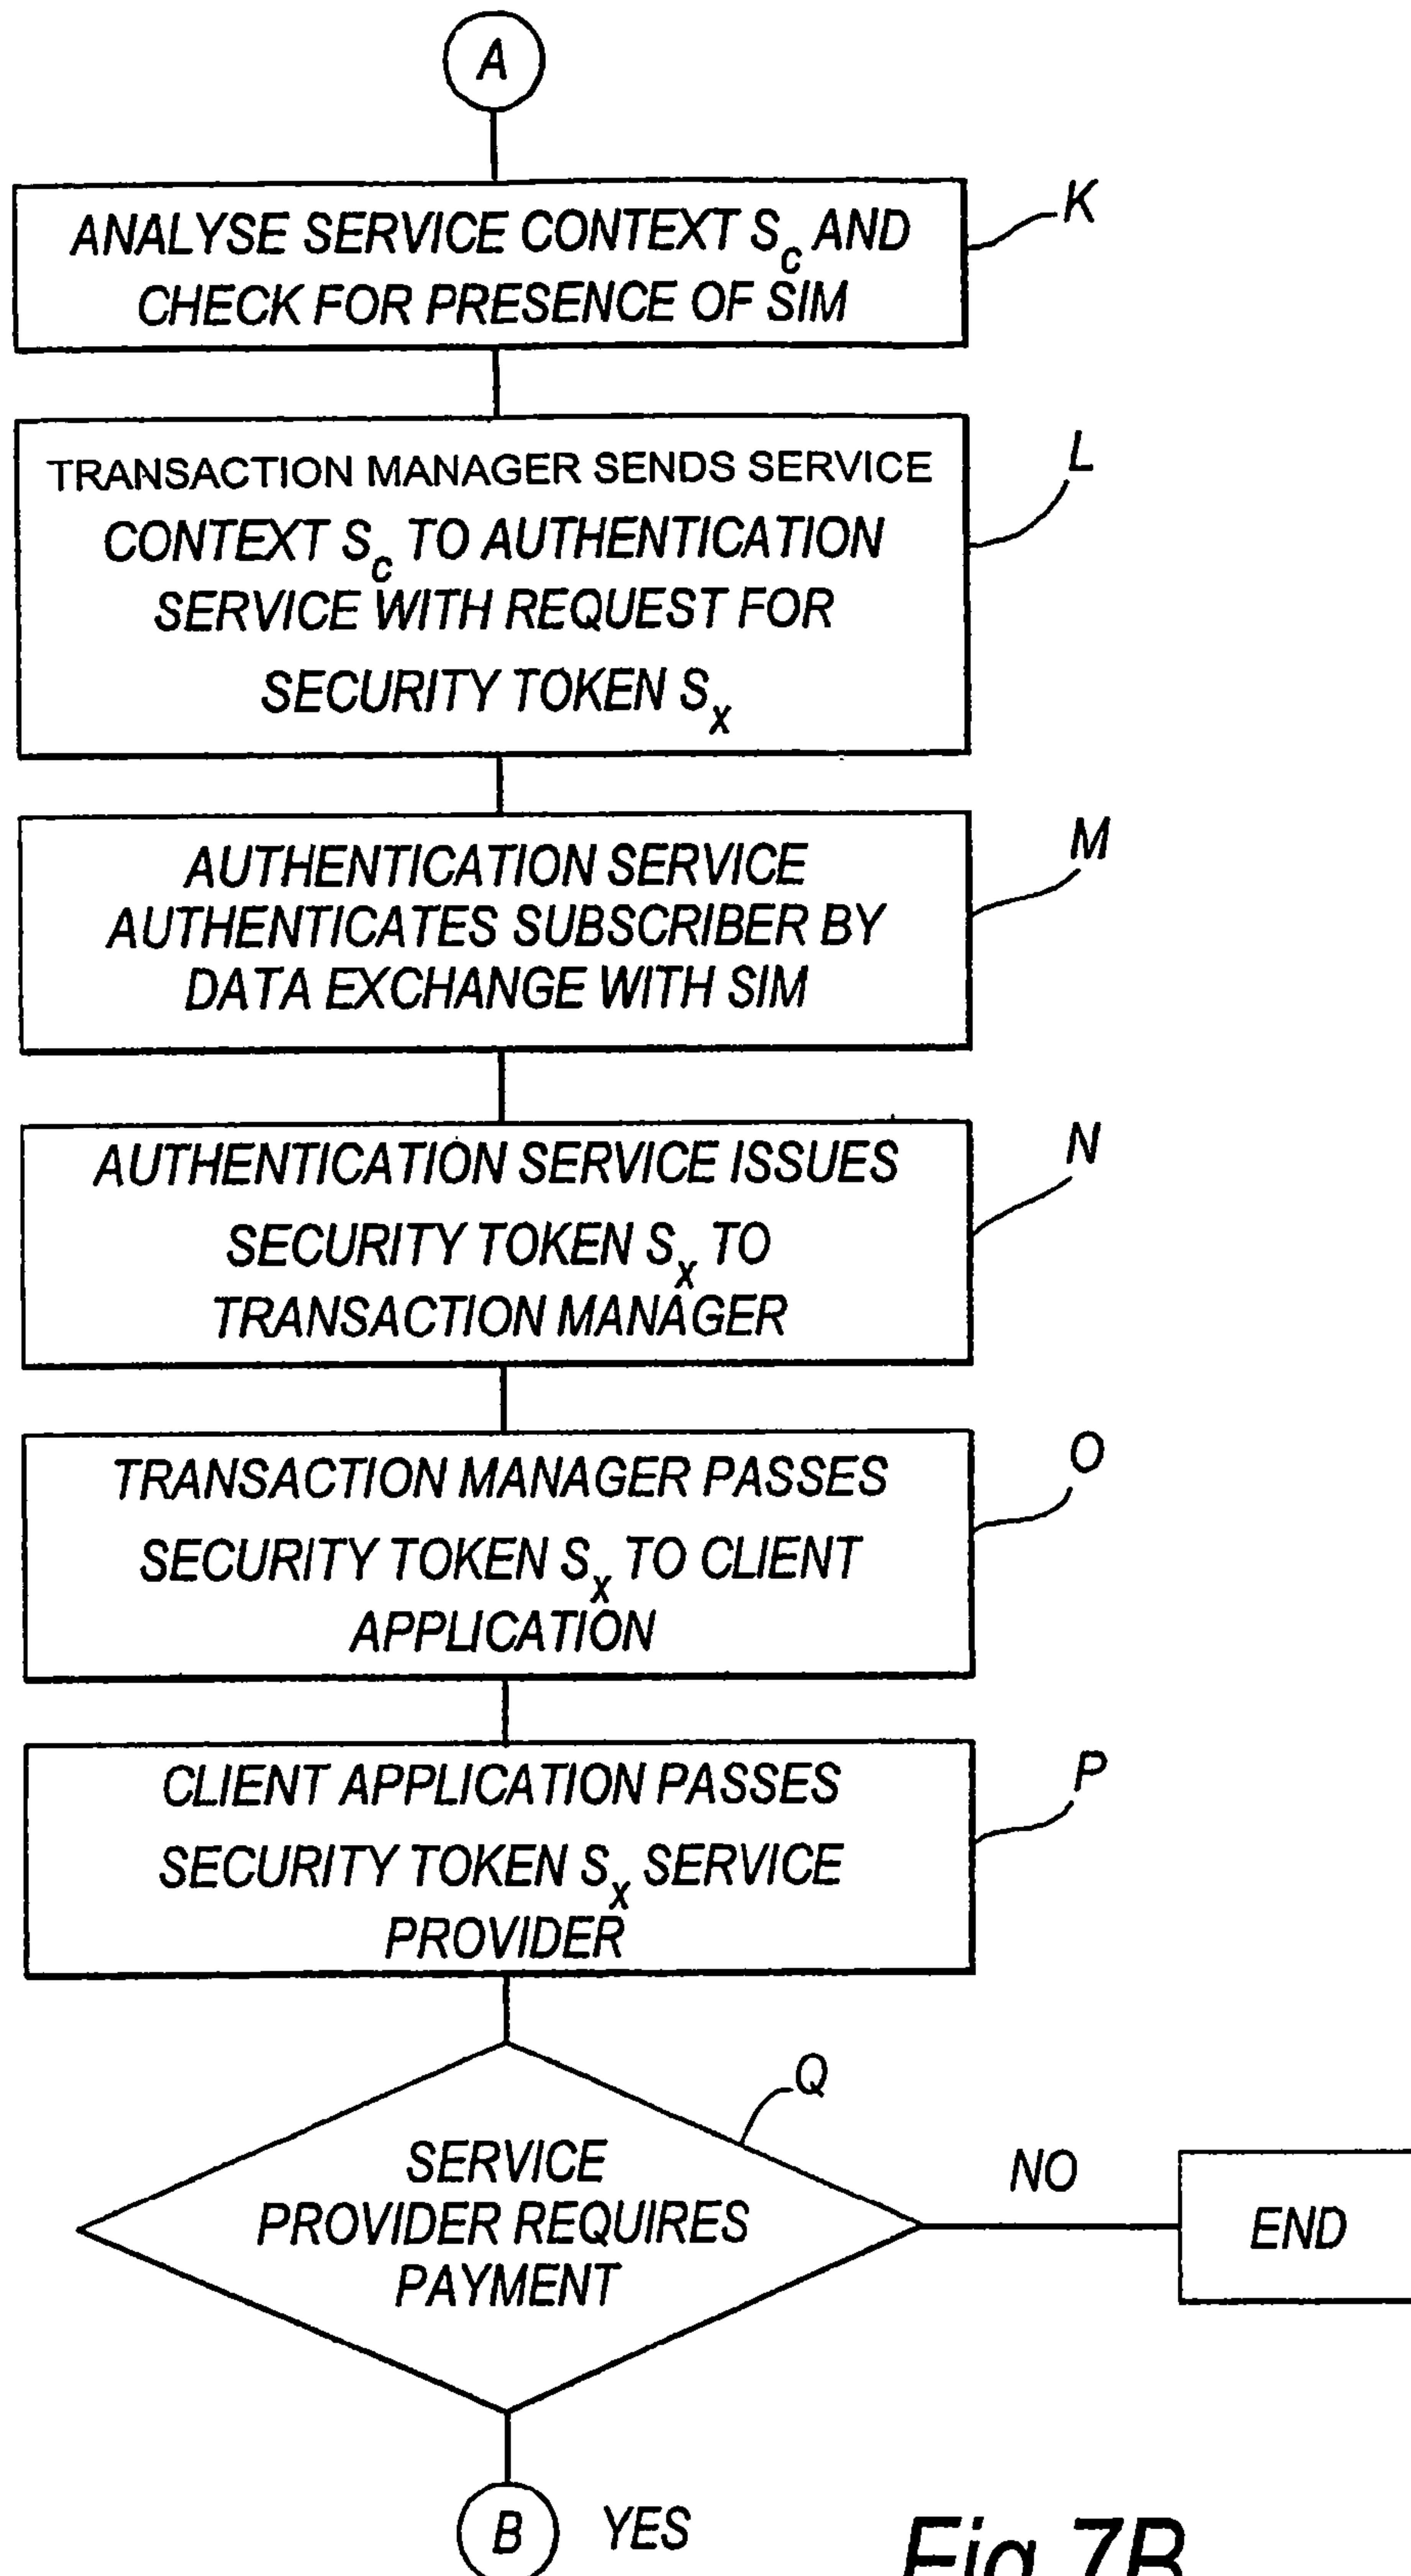 A
ANALYSE SERVICE CONTEXT Sc AND
CHECK FOR PRESENCE OF SIM
K
TRANSACTION MANAGER SENDS SERVICE
CONTEXT Sc TO AUTHENTICATION
SERVICE WITH REQUEST FOR
SECURITY TOKEN Sx
L
AUTHENTICATION SERVICE
AUTHENTICATES SUBSCRIBER BY
DATA EXCHANGE WITH SIM
M
AUTHENTICATION SERVICE ISSUES
SECURITY TOKEN Sx TO
TRANSACTION MANAGER
N
TRANSACTION MANAGER PASSES
SECURITY TOKEN Sx TO CLIENT
APPLICATION
O
CLIENT APPLICATION PASSES
SECURITY TOKEN Sx SERVICE
PROVIDER
P
Q
SERVICE
PROVIDER REQUIRES
PAYMENT
NO
END
B
YES
Fig.7B